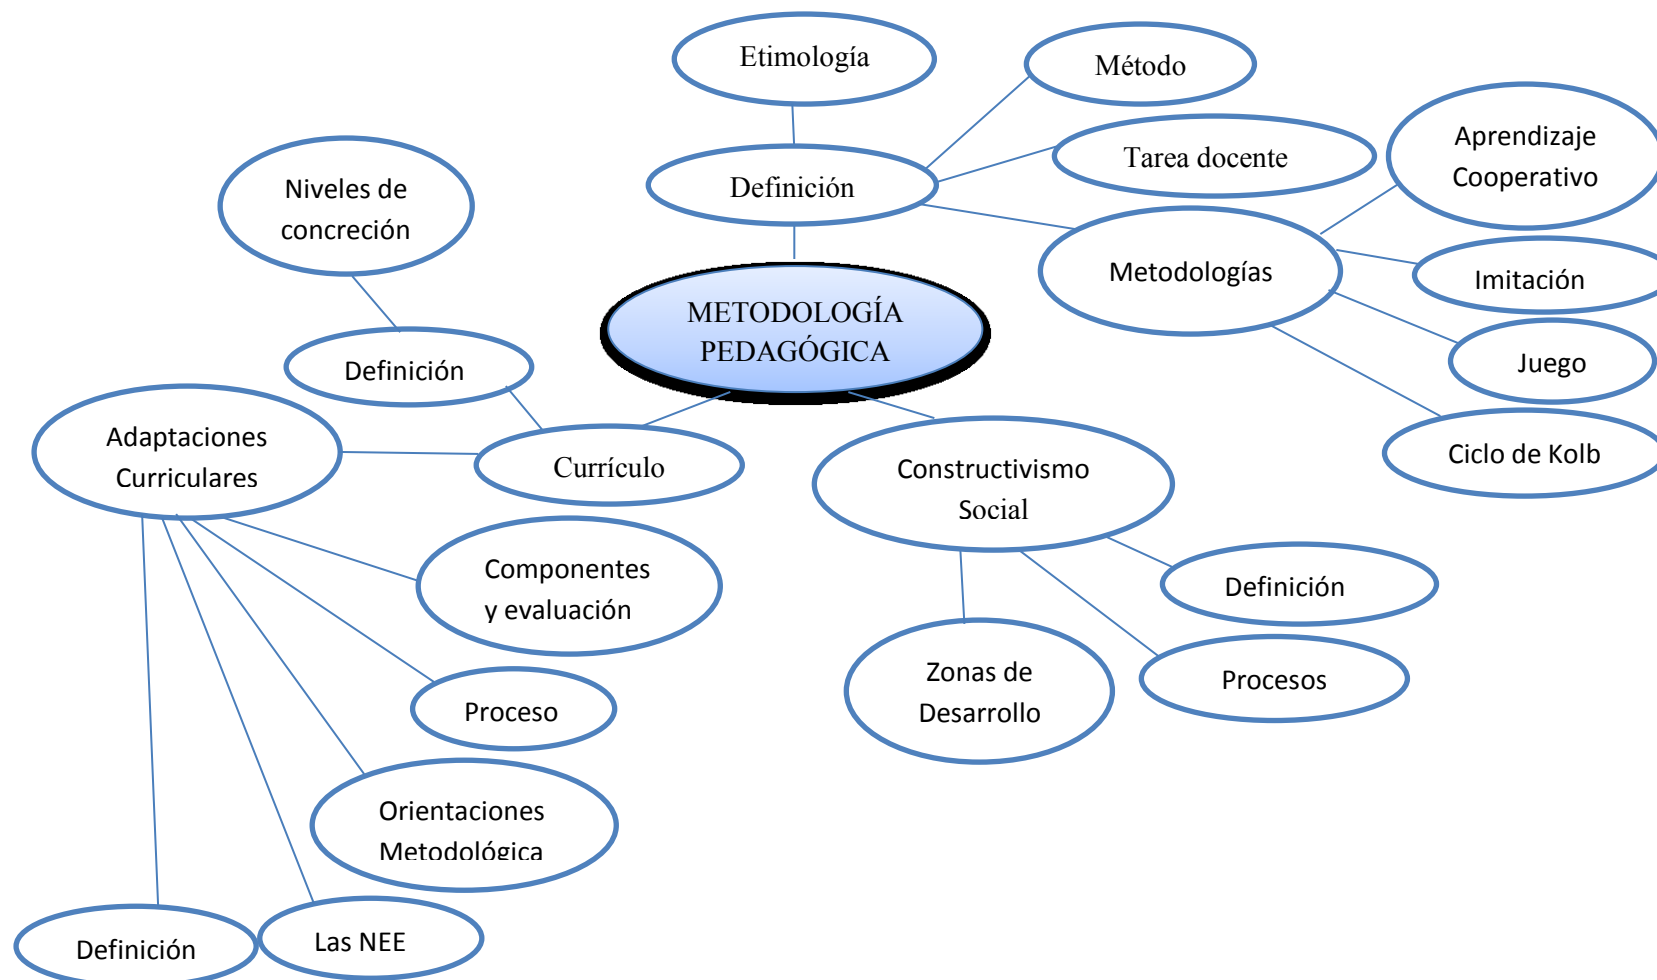 Etimología
Método
Tarea docente
Aprendizaje
Cooperativo
Definición
Niveles de
concreción
Metodologías
Imitación
METODOLOGÍA
PEDAGÓGICA
Juego
Definición
Ciclo de Kolb
Adaptaciones
Curriculares
Currículo
Constructivismo
Social
Componentes
y evaluación
Definición
Zonas de
Desarrollo
Procesos
Proceso
Orientaciones
Metodológica
Definición
Las NEE